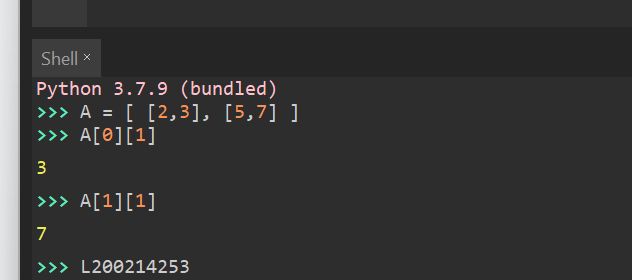 Shell ×
Python 3.7.9 (bundled)
>>> A = [ [2,3], [5,7] ]
>>> A[0][1]
3
>>> A[1][1]
7
>>> L200214253